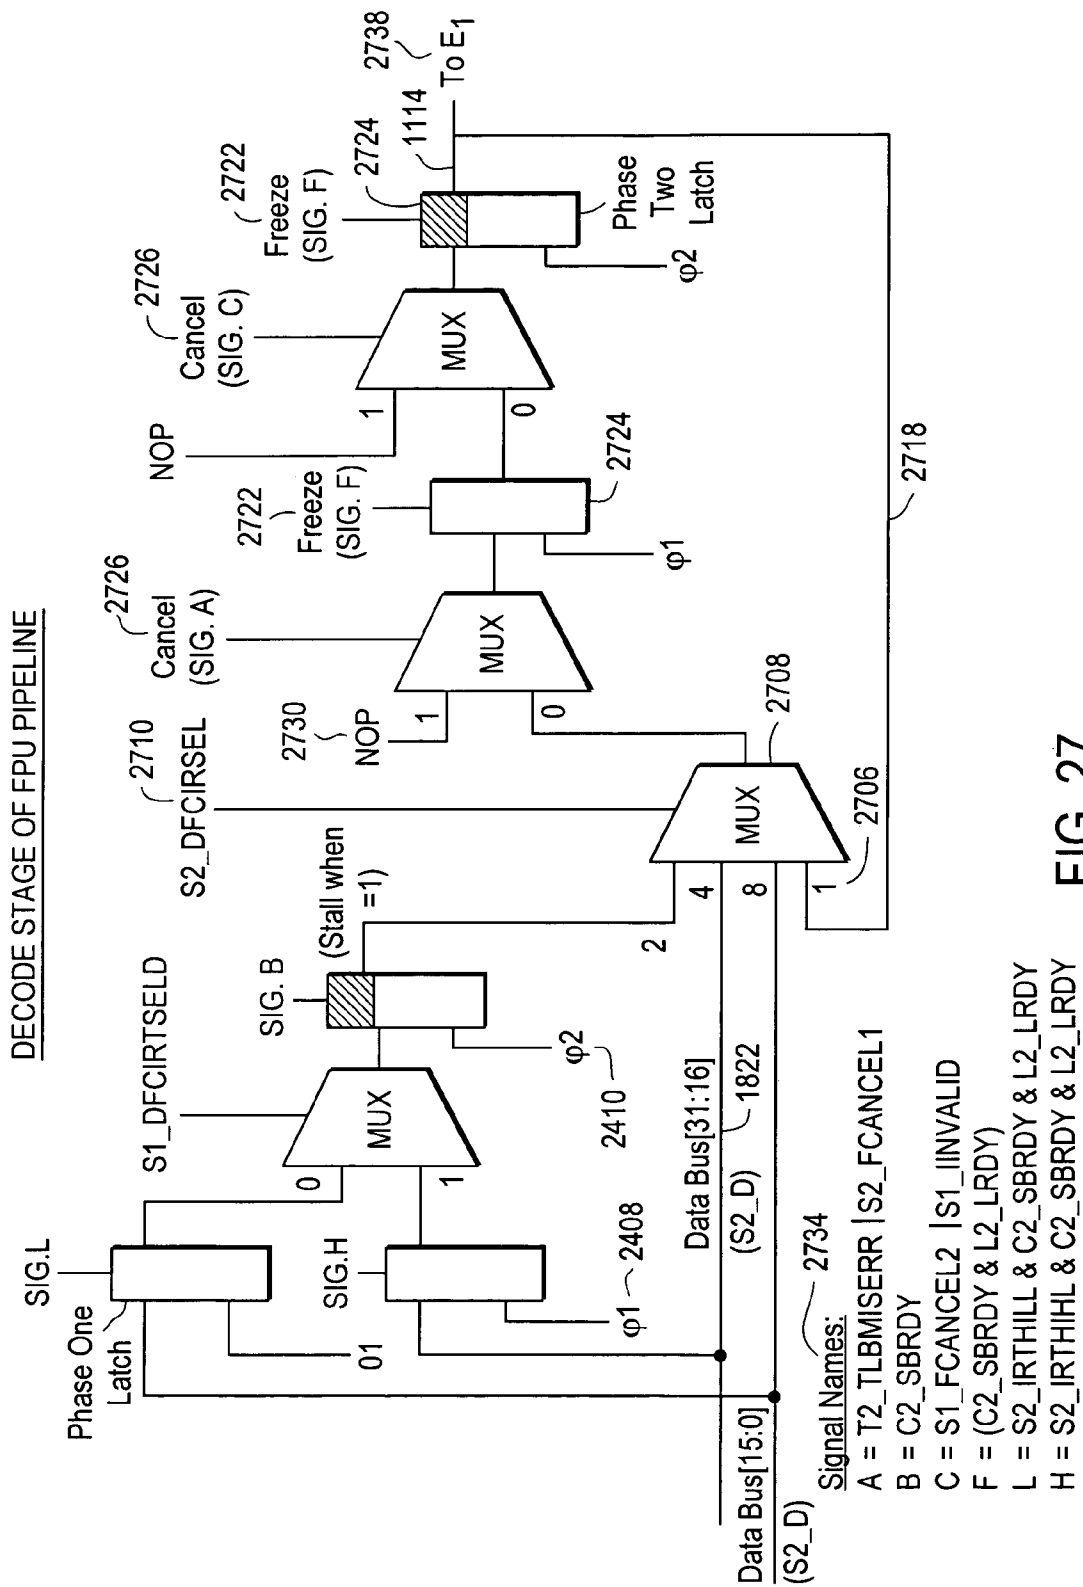 DECODE STAGE OF FPU PIPELINE
SIG.L
Phase One
Latch
01
SIG.H
φ1
2408
S1_DFCIRTSELD
0
1
MUX
SIG. B
(Stall when
=1)
φ2
2410
S2_DFCIRSEL
2710
Data Bus[31:16]
1822
(S2_D)
Data Bus[15:0]
(S2_D)
2
4
8
1
MUX
2708
2706
2730
NOP
1
0
Cancel
(SIG. A)
2726
MUX
2722
Freeze
(SIG. F)
φ1
2724
NOP
1
0
Cancel
(SIG. C)
2726
MUX
2722
Freeze
(SIG. F)
2724
φ2
Phase
Two
Latch
1114
2738
To E1
2718
Signal Names:
2734
A = T2_TLBMISERR | S2_FCANCEL1
B = C2_SBRDY
C = S1_FCANCEL2 | S1_IINVALID
F = (C2_SBRDY & L2_LRDY)
L = S2_IRTHILL & C2_SBRDY & L2_LRDY
H = S2_IRTHIHL & C2_SBRDY & L2_LRDY
FIG. 27